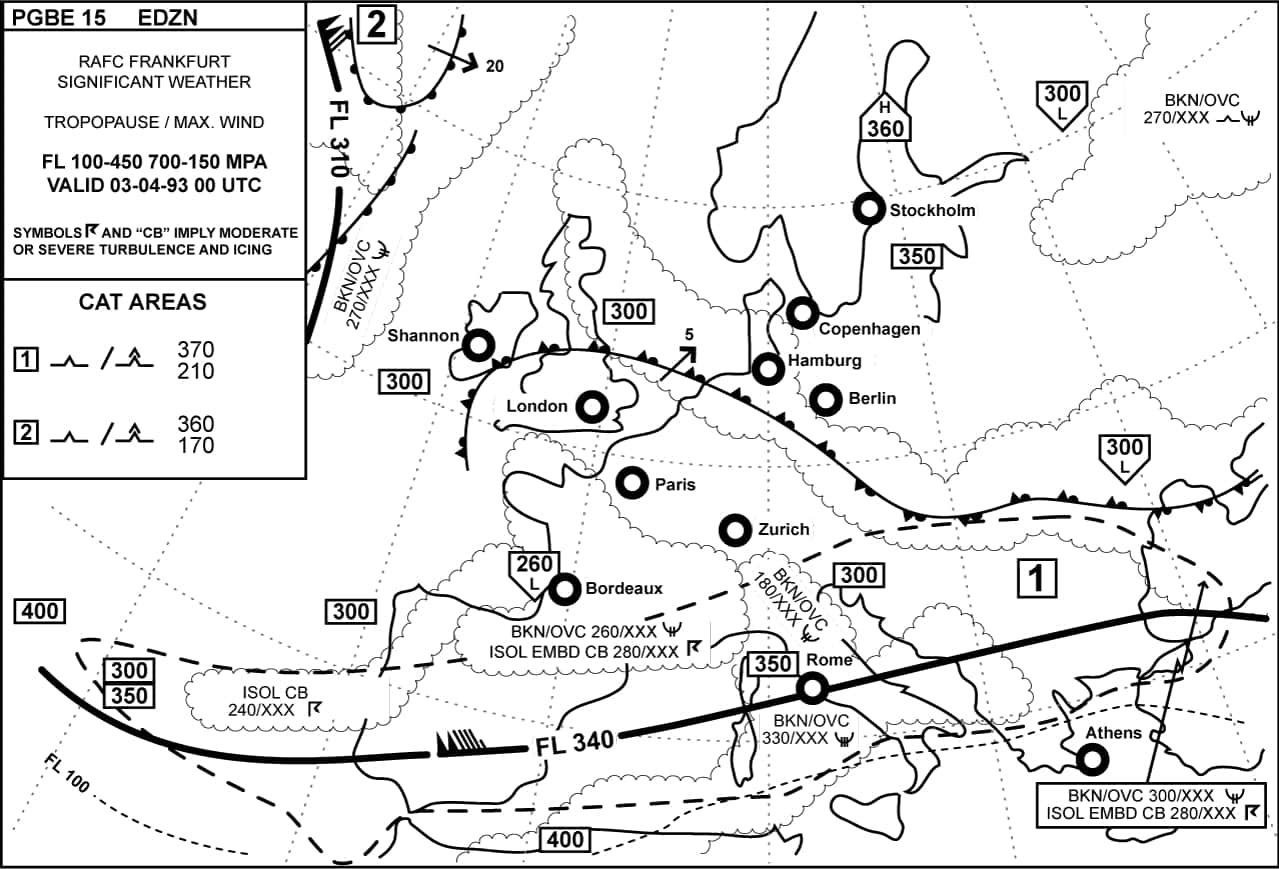 PGBE 15 EDZN
RAFC FRANKFURT
SIGNIFICANT WEATHER
TROPOPAUSE / MAX. WIND
FL 100-450 700-150 MPA
VALID 03-04-93 00 UTC
SYMBOLS AND “CB” IMPLY MODERATE
OR SEVERE TURBULENCE AND ICING
CAT AREAS
1 / 370
210
2 / 360
170
2
20
FL 310
BKN/OVC
270/XXX
H
360
300
L
BKN/OVC
270/XXX
Stockholm
350
300
Shannon
5
Copenhagen
Hamburg
300
London
Berlin
300
L
Paris
Zurich
260
L
Bordeaux
BKN/OVC
180/XXX
300
1
400
300
BKN/OVC 260/XXX
ISOL EMBD CB 280/XXX
300
350
350
Rome
ISOL CB
240/XXX
BKN/OVC
330/XXX
FL 340
Athens
FL 100
BKN/OVC 300/XXX
ISOL EMBD CB 280/XXX
400